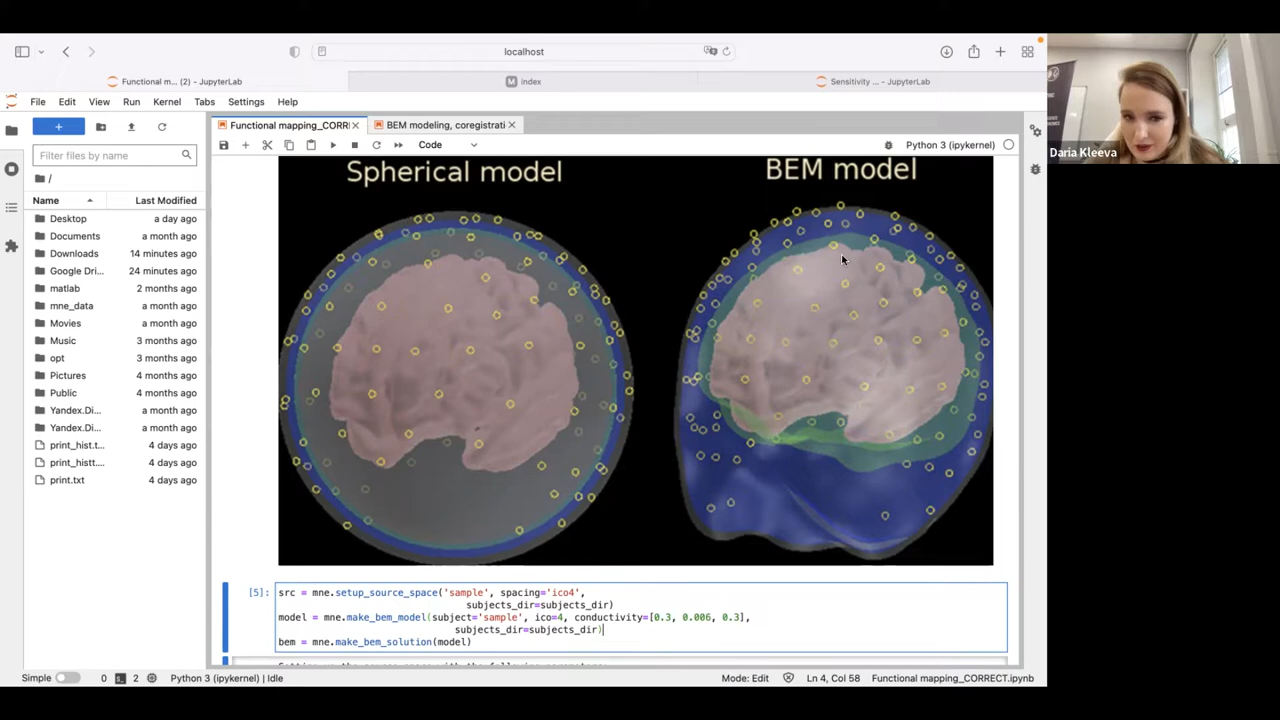 localhost
Functional m... (2) - JupyterLab
index
Sensitivity ... - JupyterLab
File Edit View Run Kernel Tabs Settings Help
Functional mapping_CORR
BEM modeling, coregistrati
Code
Python 3 (ipykernel)
Daria Kleeva
Filter files by name
/
Name Last Modified
Desktop a day ago
Documents a month ago
Downloads 14 minutes ago
Google Dri... 24 minutes ago
matlab 2 months ago
mne_data a month ago
Movies a month ago
Music 3 months ago
opt 3 months ago
Pictures 4 months ago
Public 4 months ago
Yandex.Di... a month ago
Yandex.Di... a month ago
print_hist.t... 4 days ago
print_histt.... 4 days ago
print.txt 4 days ago
Spherical model
BEM model
[5]:
src = mne.setup_source_space('sample', spacing='ico4',
subjects_dir=subjects_dir)
model = mne.make_bem_model(subject='sample', ico=4, conductivity=[0.3, 0.006, 0.3],
subjects_dir=subjects_dir)
bem = mne.make_bem_solution(model)
Simple 0 2 Python 3 (ipykernel) | Idle Mode: Edit Ln 4, Col 58 Functional mapping_CORRECT.ipynb